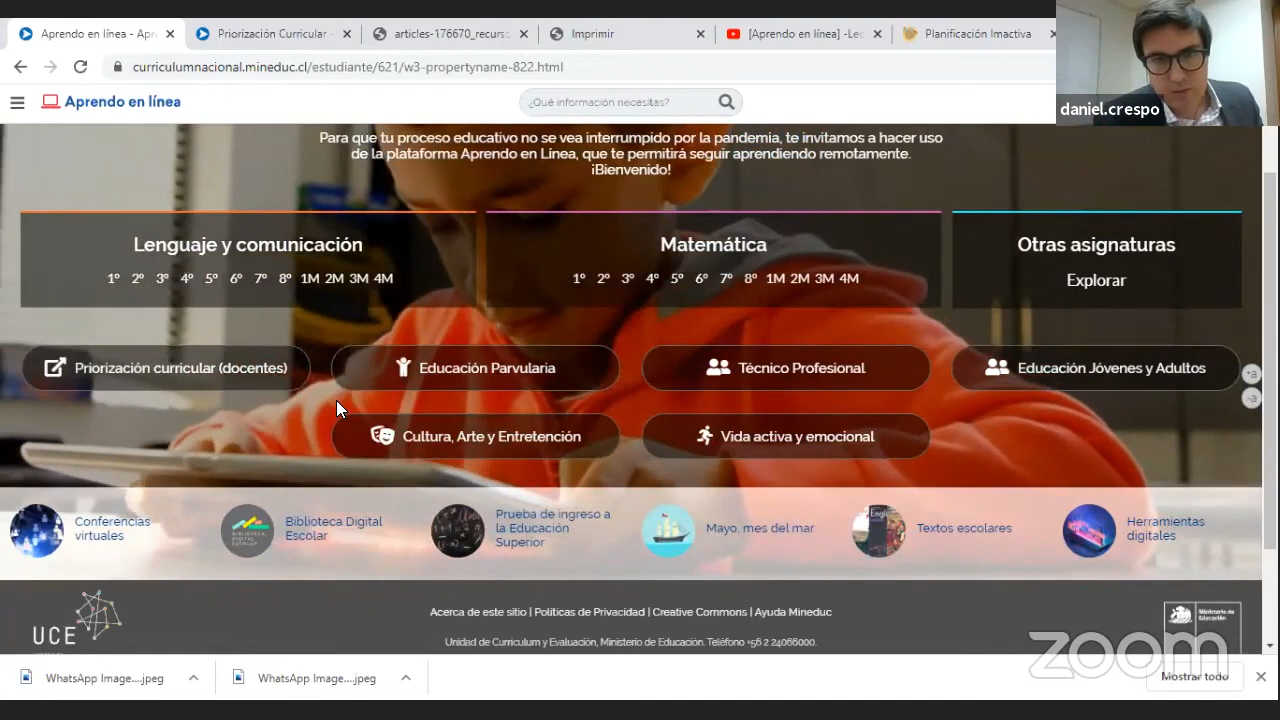 Aprendo en línea - Apr
Priorización Curricular -
articles-176670_recurs
Imprimir
[Aprendo en línea] -Lec
Planificación Imactiva
curriculumnacional.mineduc.cl/estudiante/621/w3-propertyname-822.html
Aprendo en línea
¿Qué información necesitas?
daniel.crespo
Para que tu proceso educativo no se vea interrumpido por la pandemia, te invitamos a hacer uso
de la plataforma Aprendo en Línea, que te permitirá seguir aprendiendo remotamente.
¡Bienvenido!
Lenguaje y comunicación
1º 2º 3º 4º 5º 6º 7º 8º 1M 2M 3M 4M
Matemática
1º 2º 3º 4º 5º 6º 7º 8º 1M 2M 3M 4M
Otras asignaturas
Explorar
Priorización curricular (docentes)
Educación Parvularia
Técnico Profesional
Educación Jóvenes y Adultos
+a
-a
Cultura, Arte y Entretención
Vida activa y emocional
Conferencias
virtuales
BIBLIOTECA
DIGITAL
ESCOLAR
Biblioteca Digital
Escolar
Prueba de ingreso a
la Educación
Superior
Mayo, mes del mar
Textos escolares
Herramientas
digitales
UCE
Acerca de este sitio | Políticas de Privacidad | Creative Commons | Ayuda Mineduc
Unidad de Currículum y Evaluación, Ministerio de Educación. Teléfono +56 2 24066000.
Ministerio de
Educación
zoom
WhatsApp Image....jpeg
WhatsApp Image....jpeg
Mostrar todo